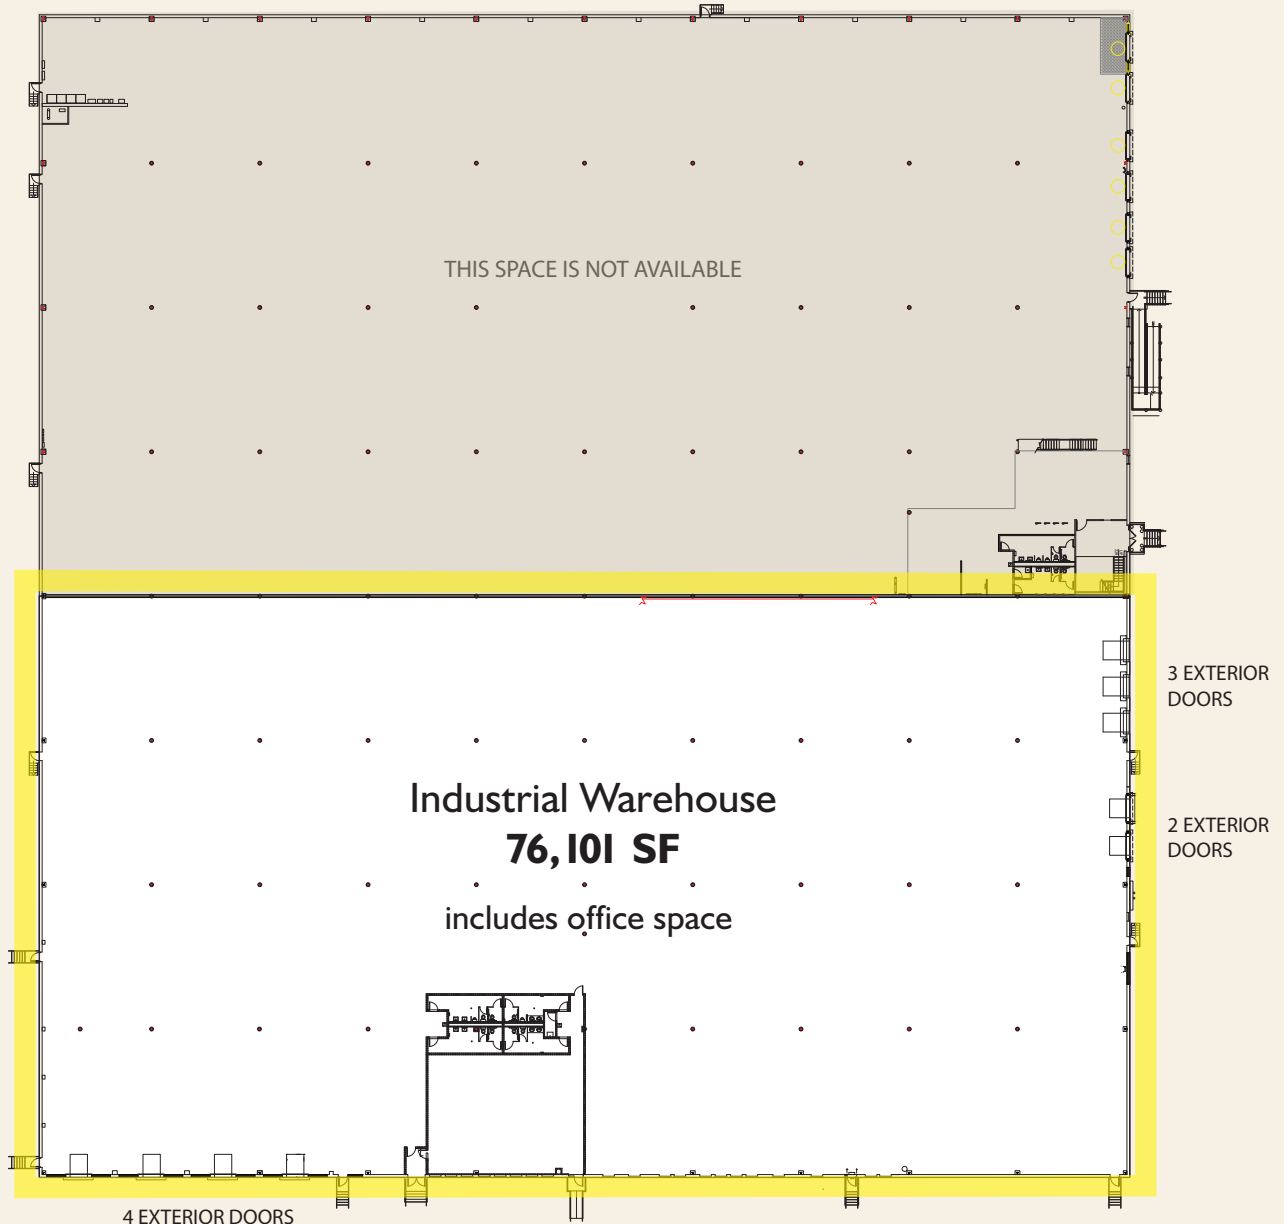 THIS SPACE IS NOT AVAILABLE
3 EXTERIOR
DOORS
Industrial Warehouse
76,101 SF
includes office space
2 EXTERIOR
DOORS
4 EXTERIOR DOORS